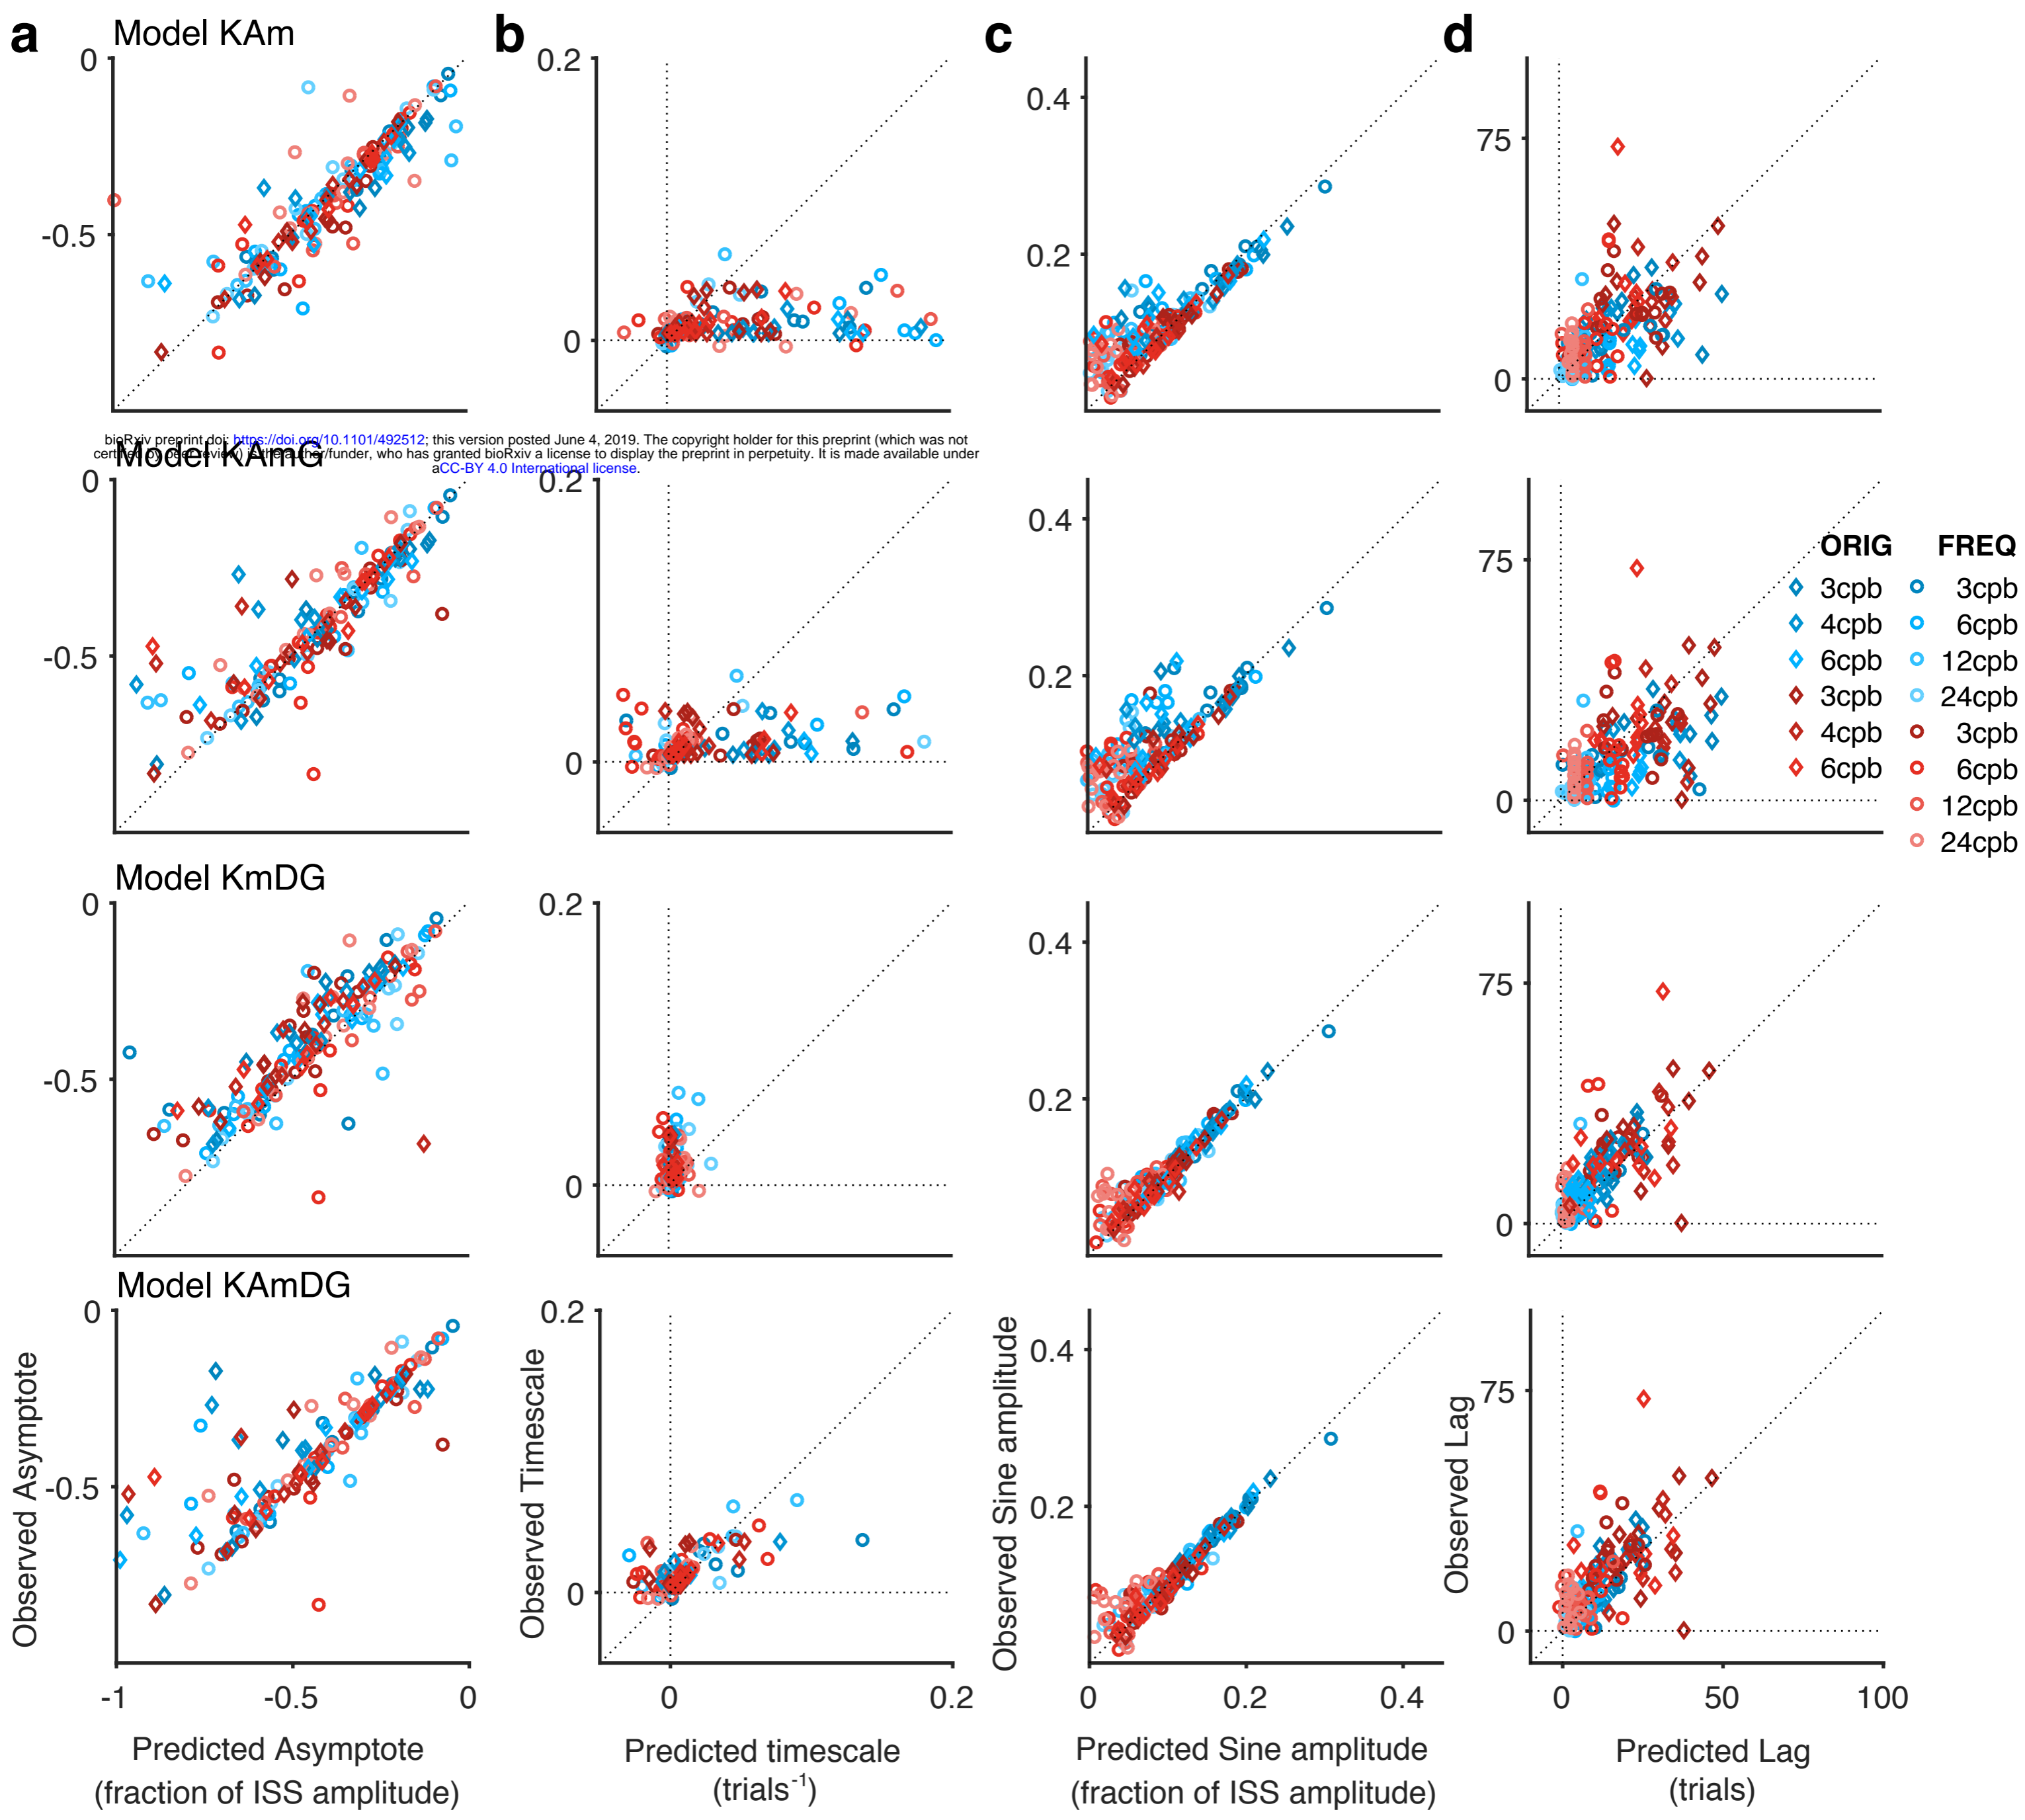 a
b
c
d
Model KAm
0
-0.5
0.2
0
0.4
0.2
75
0
bioRxiv preprint doi: https://doi.org/10.1101/492512; this version posted June 4, 2019. The copyright holder for this preprint (which was not
certified by peer review) is the author/funder, who has granted bioRxiv a license to display the preprint in perpetuity. It is made available under
aCC-BY 4.0 International license.
Model KAmG
0
-0.5
0.2
0
0.4
0.2
75
0
ORIG FREQ
3cpb 3cpb
4cpb 6cpb
6cpb 12cpb
3cpb 24cpb
4cpb 3cpb
6cpb 6cpb
12cpb
24cpb
Model KmDG
0
-0.5
0.2
0
0.4
0.2
75
0
Model KAmDG
0
-0.5
Observed Asymptote
0.2
0
Observed Timescale
0.4
0.2
Observed Sine amplitude
75
0
Observed Lag
-1 -0.5 0
0 0.2
0 0.2 0.4
0 50 100
Predicted Asymptote
(fraction of ISS amplitude)
Predicted timescale
(trials-1)
Predicted Sine amplitude
(fraction of ISS amplitude)
Predicted Lag
(trials)